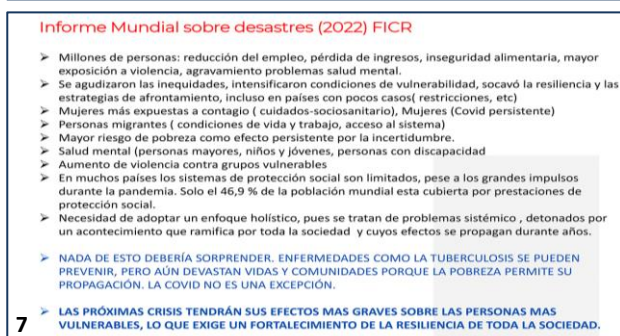 Informe Mundial sobre desastres (2022) FICR
➢ Millones de personas: reducción del empleo, pérdida de ingresos, inseguridad alimentaria, mayor
exposición a violencia, agravamiento problemas salud mental.
➢ Se agudizaron las inequidades, intensificaron condiciones de vulnerabilidad, socavó la resiliencia y las
estrategias de afrontamiento, incluso en países con pocos casos( restricciones, etc)
➢ Mujeres más expuestas a contagio ( cuidados-sociosanitario), Mujeres (Covid persistente)
➢ Personas migrantes ( condiciones de vida y trabajo, acceso al sistema)
➢ Mayor riesgo de pobreza como efecto persistente por la incertidumbre.
➢ Salud mental (personas mayores, niños y jóvenes, personas con discapacidad
➢ Aumento de violencia contra grupos vulnerables
➢ En muchos países los sistemas de protección social son limitados, pese a los grandes impulsos
durante la pandemia. Solo el 46,9 % de la población mundial esta cubierta por prestaciones de
protección social.
➢ Necesidad de adoptar un enfoque holístico, pues se tratan de problemas sistémico , detonados por
un acontecimiento que ramifica por toda la sociedad y cuyos efectos se propagan durante años.
➢ NADA DE ESTO DEBERÍA SORPRENDER. ENFERMEDADES COMO LA TUBERCULOSIS SE PUEDEN
PREVENIR, PERO AÚN DEVASTAN VIDAS Y COMUNIDADES PORQUE LA POBREZA PERMITE SU
PROPAGACIÓN. LA COVID NO ES UNA EXCEPCIÓN.
➢ LAS PRÓXIMAS CRISIS TENDRÁN SUS EFECTOS MAS GRAVES SOBRE LAS PERSONAS MAS
VULNERABLES, LO QUE EXIGE UN FORTALECIMIENTO DE LA RESILIENCIA DE TODA LA SOCIEDAD.
7